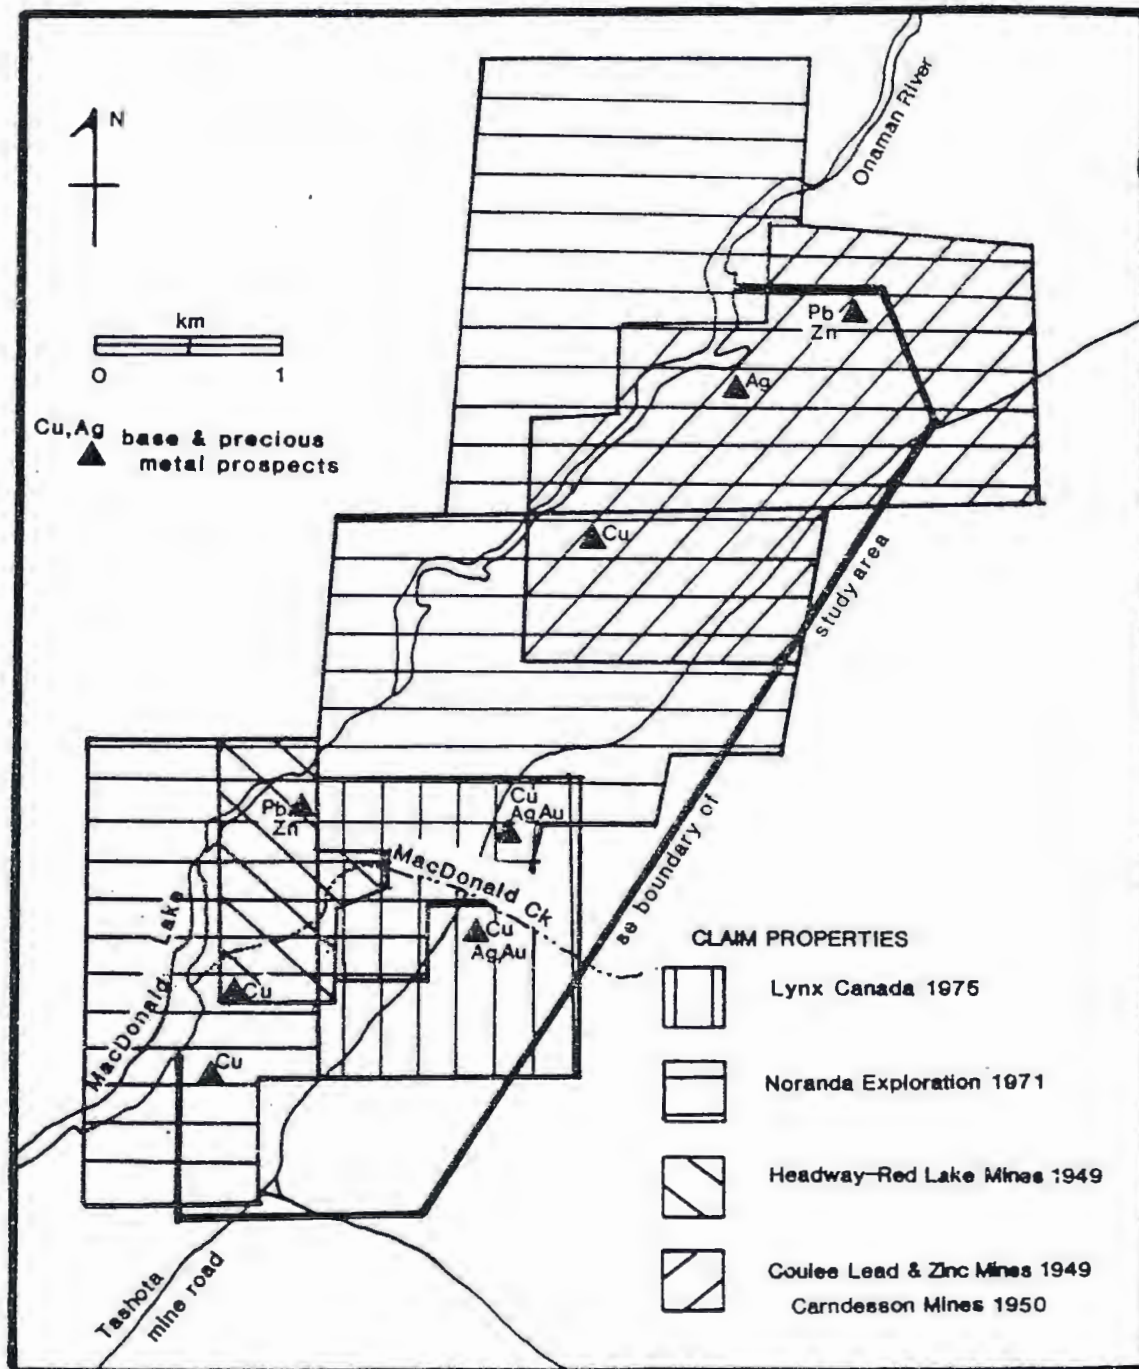 N
Onaman River
km
0 1
Cu,Ag base & precious
metal prospects
Pb
Zn
Ag
Cu
study area
se boundary of
Pb
Zn
Cu
Ag,Au
MacDonald Ck
Cu
Ag,Au
MacDonald Lake
Cu
Cu
Tashota
mine road
CLAIM PROPERTIES
Lynx Canada 1975
Noranda Exploration 1971
Headway-Red Lake Mines 1949
Coulee Lead & Zinc Mines 1949
Carndesson Mines 1950